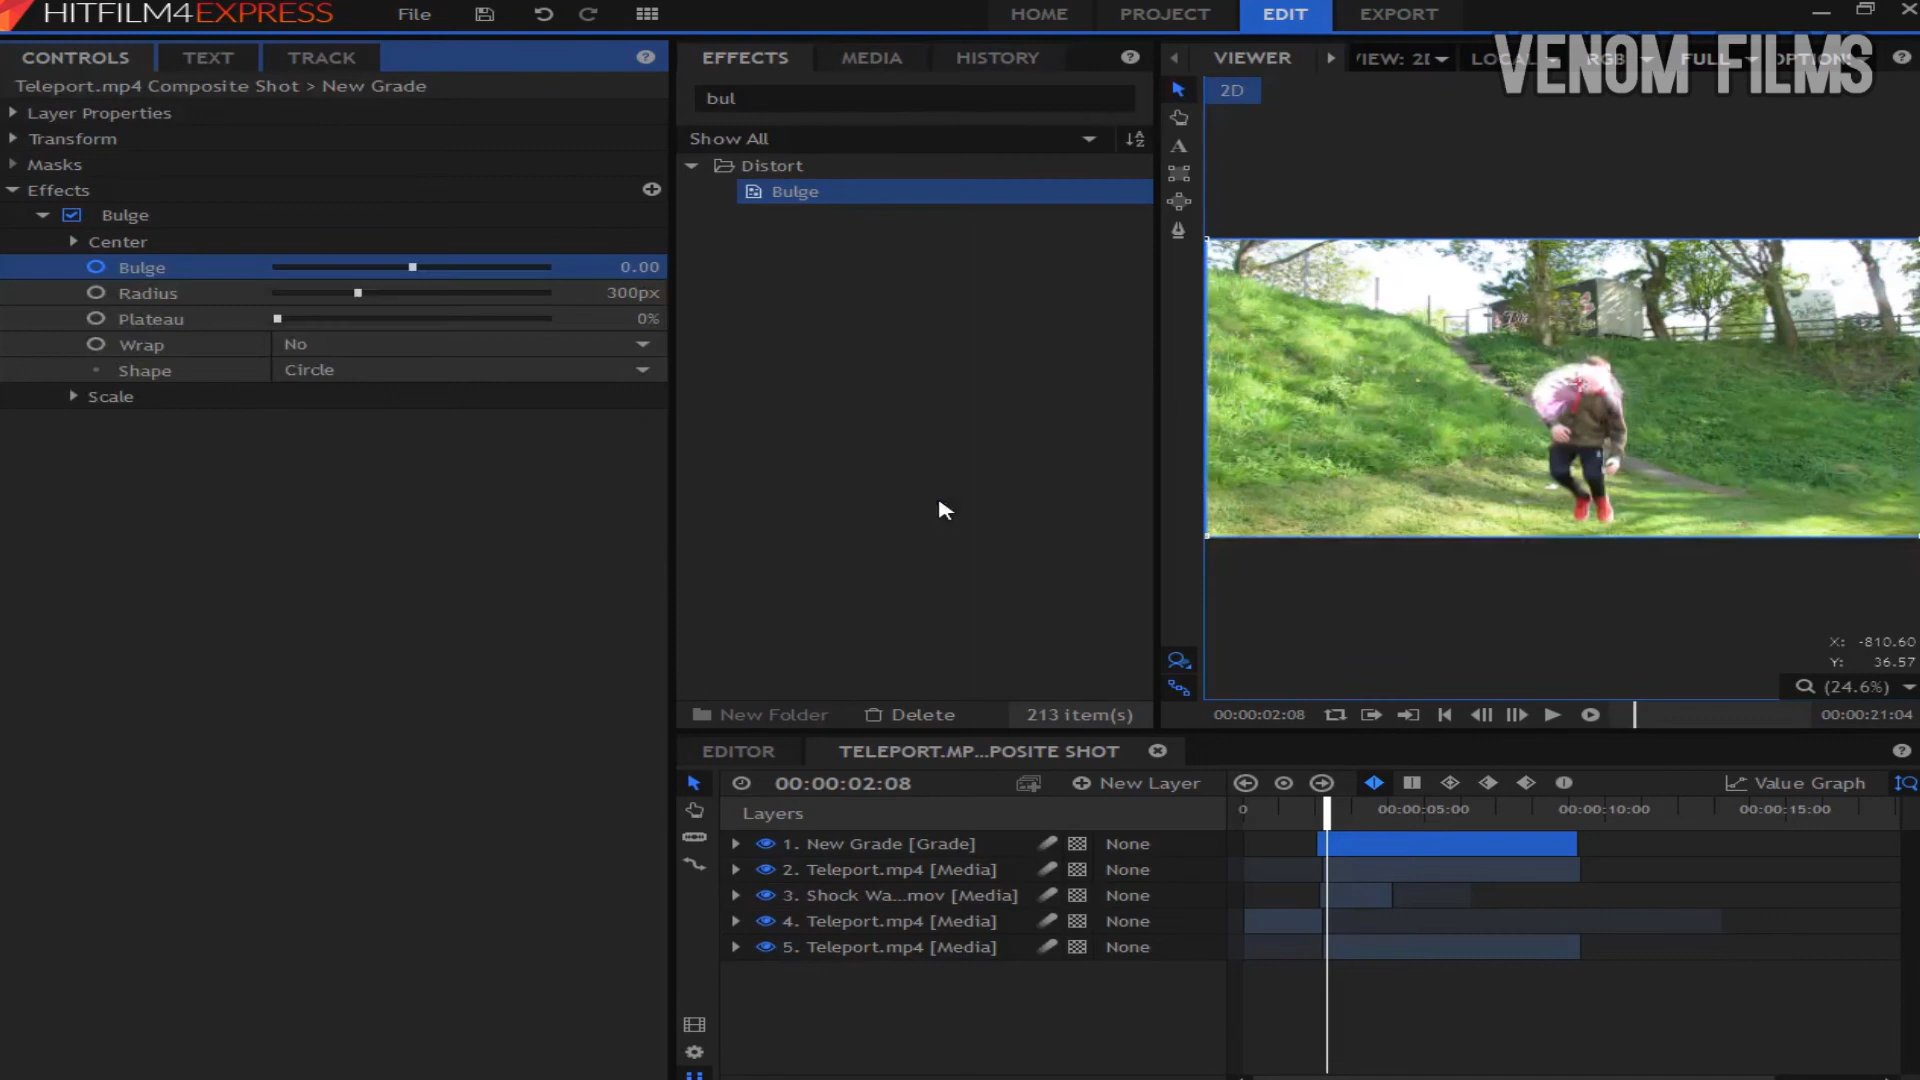 HITFILM4EXPRESS
File
HOME
PROJECT
EDIT
EXPORT
CONTROLS
TEXT
TRACK
EFFECTS
MEDIA
HISTORY
VIEWER
FULL
VENOM FILMS
Teleport.mp4 Composite Shot > New Grade
Layer Properties
Transform
Masks
Effects
Bulge
Center
Bulge 0.00
Radius 300px
Plateau 0%
Wrap No
Shape Circle
Scale
bul
Show All
Distort
Bulge
2D
X: -810.60
Y: 36.57
(24.6%)
New Folder
Delete
213 item(s)
00:00:02:08
00:00:21:04
EDITOR
TELEPORT.MP...POSITE SHOT
00:00:02:08
New Layer
Value Graph
Layers
0
00:00:05:00
00:00:10:00
00:00:15:00
1. New Grade [Grade] None
2. Teleport.mp4 [Media] None
3. Shock Wa...mov [Media] None
4. Teleport.mp4 [Media] None
5. Teleport.mp4 [Media] None